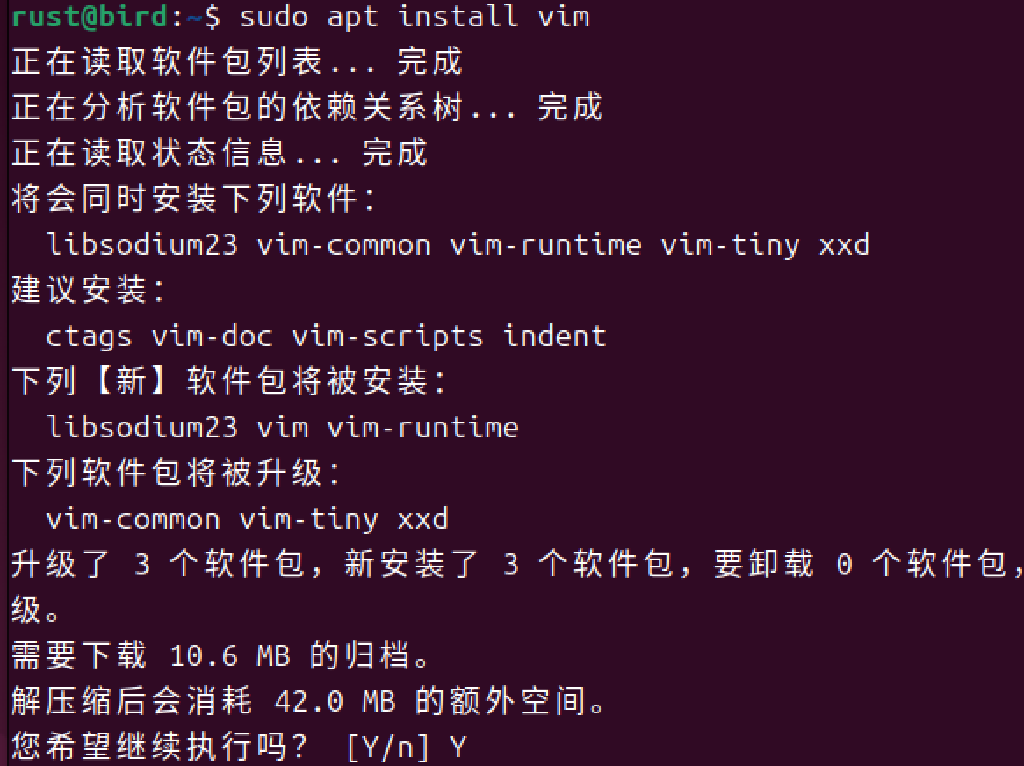 rust@bird:~$ sudo apt install vim
正在读取软件包列表... 完成
正在分析软件包的依赖关系树... 完成
正在读取状态信息... 完成
将会同时安装下列软件：
  libsodium23 vim-common vim-runtime vim-tiny xxd
建议安装：
  ctags vim-doc vim-scripts indent
下列【新】软件包将被安装：
  libsodium23 vim vim-runtime
下列软件包将被升级：
  vim-common vim-tiny xxd
升级了 3 个软件包，新安装了 3 个软件包，要卸载 0 个软件包，
级。
需要下载 10.6 MB 的归档。
解压缩后会消耗 42.0 MB 的额外空间。
您希望继续执行吗？ [Y/n] Y